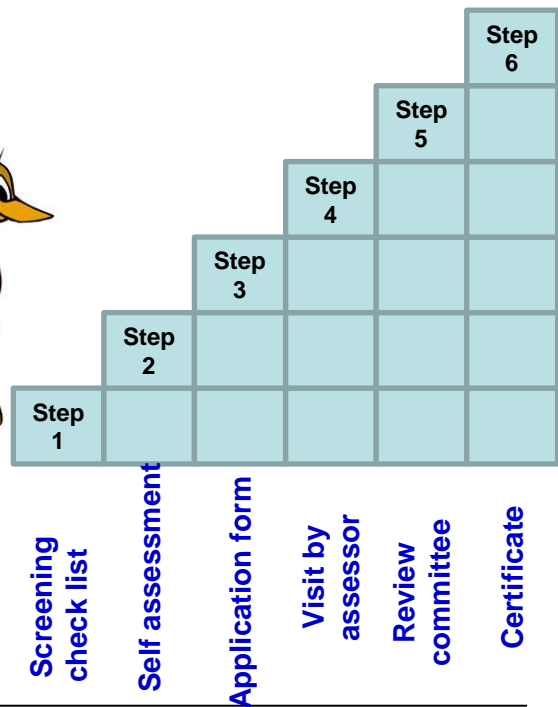 Step
6
Step
5
Step
4
Step
3
Step
2
Step
1
Screening
check list
Self assessment
Application form
Visit by
assessor
Review
committee
Certificate